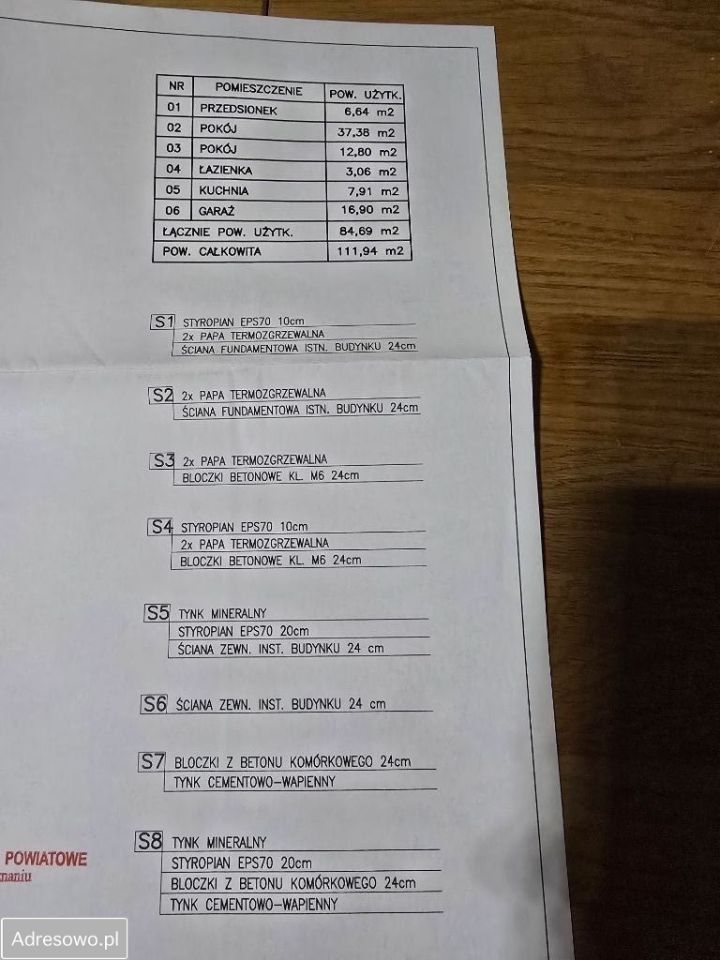 NR POMIESZCZENIE POW. UŻYTK.
01 PRZEDSIONEK 6,64 m2
02 POKÓJ 37,38 m2
03 POKÓJ 12,80 m2
04 ŁAZIENKA 3,06 m2
05 KUCHNIA 7,91 m2
06 GARAŻ 16,90 m2
ŁĄCZNIE POW. UŻYTK. 84,69 m2
POW. CAŁKOWITA 111,94 m2
S1 STYROPIAN EPS70 10cm
2x PAPA TERMOZGRZEWALNA
ŚCIANA FUNDAMENTOWA ISTN. BUDYNKU 24cm
S2 2x PAPA TERMOZGRZEWALNA
ŚCIANA FUNDAMENTOWA ISTN. BUDYNKU 24cm
S3 2x PAPA TERMOZGRZEWALNA
BLOCZKI BETONOWE KL. M6 24cm
S4 STYROPIAN EPS70 10cm
2x PAPA TERMOZGRZEWALNA
BLOCZKI BETONOWE KL. M6 24cm
S5 TYNK MINERALNY
STYROPIAN EPS70 20cm
ŚCIANA ZEWN. INST. BUDYNKU 24 cm
S6 ŚCIANA ZEWN. INST. BUDYNKU 24 cm
S7 BLOCZKI Z BETONU KOMÓRKOWEGO 24cm
TYNK CEMENTOWO-WAPIENNY
S8 TYNK MINERALNY
STYROPIAN EPS70 20cm
BLOCZKI Z BETONU KOMÓRKOWEGO 24cm
TYNK CEMENTOWO-WAPIENNY
POWIATOWE
naniu
Adresowo.pl